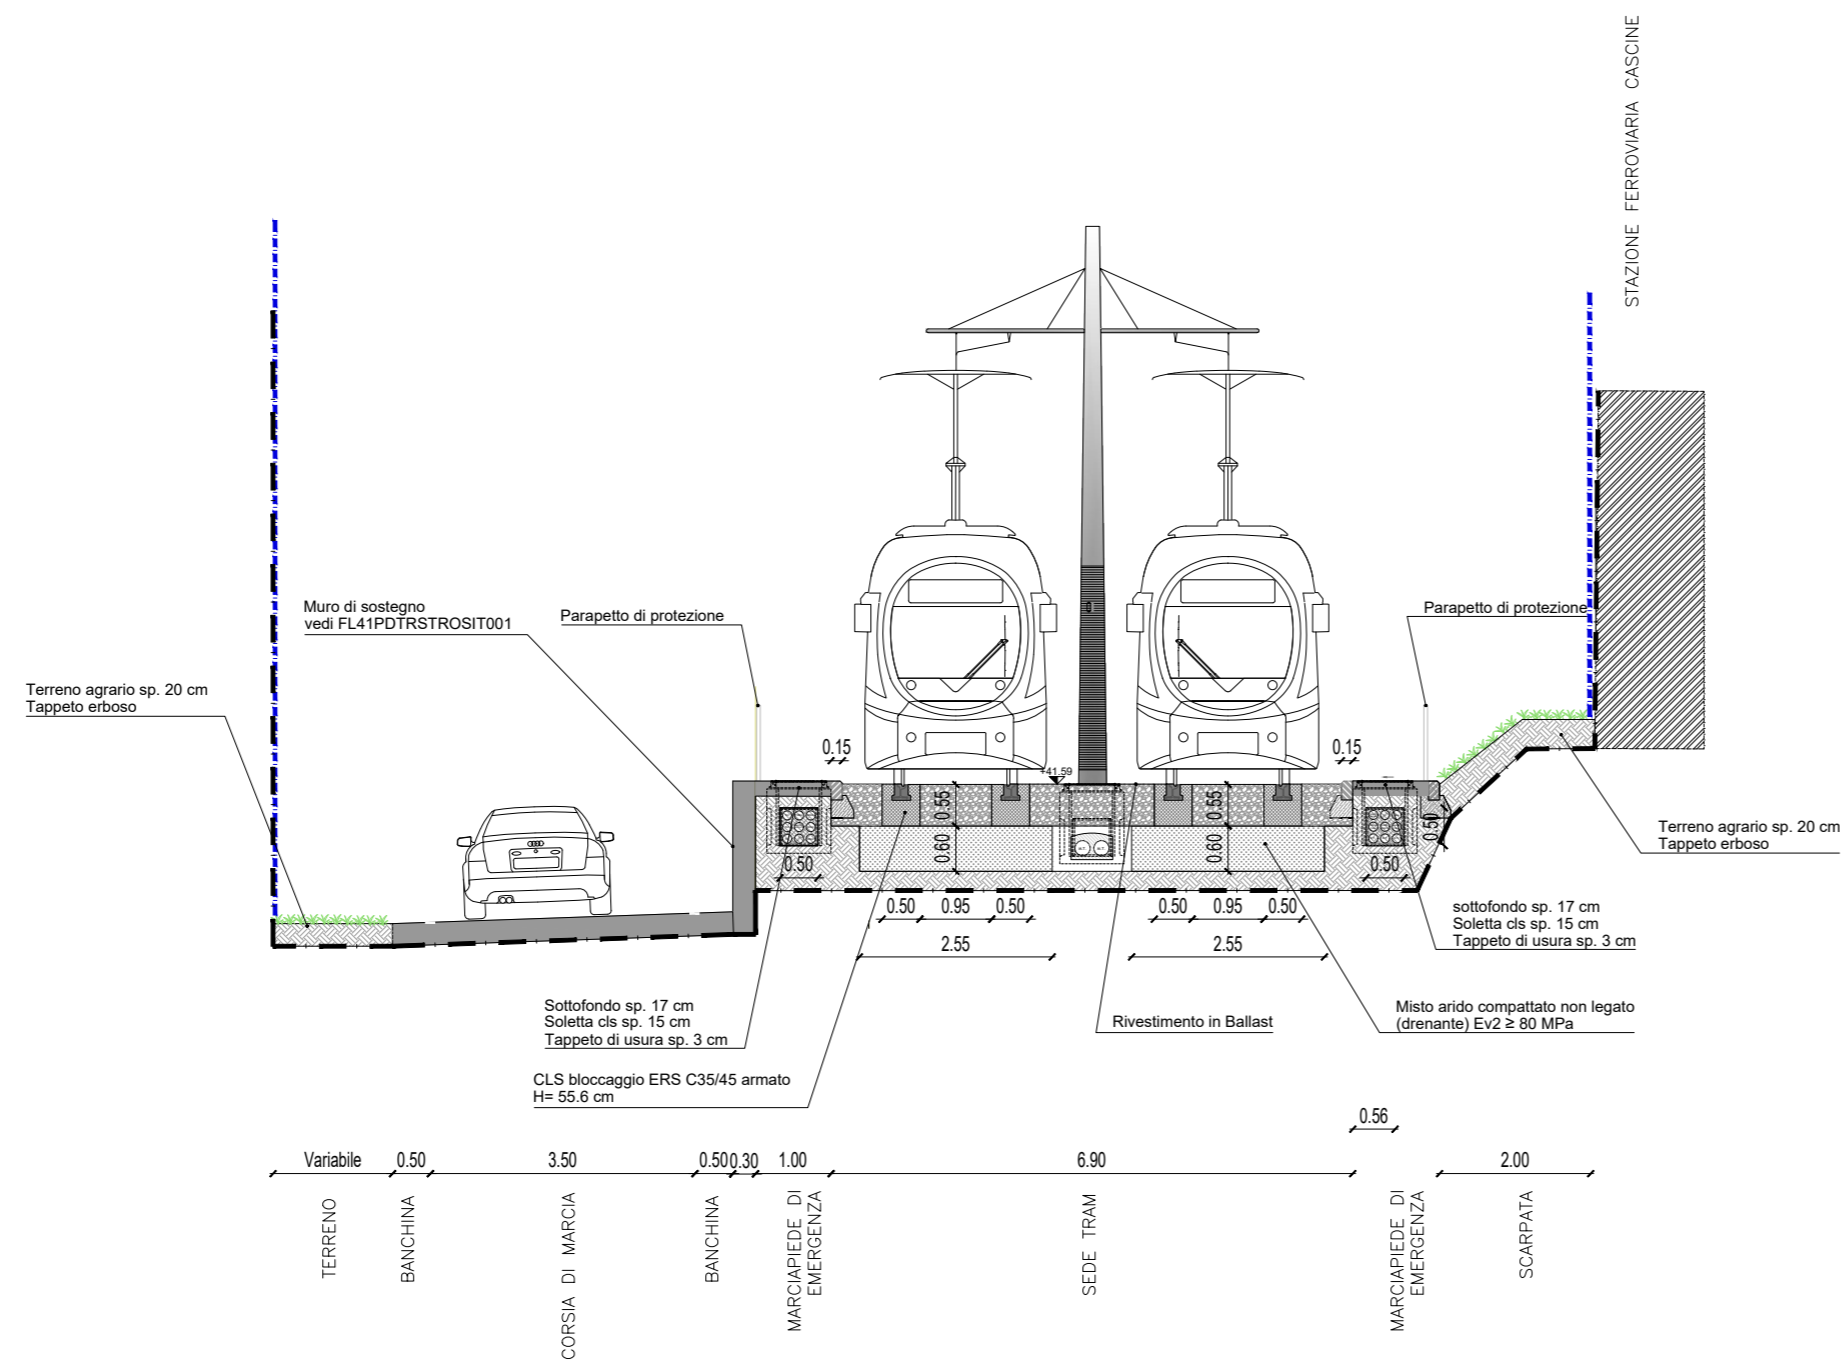 STAZIONE FERROVIARIA CASCINE
Muro di sostegno
vedi FL41PDTRSTROSIT001
Parapetto di protezione
Parapetto di protezione
Terreno agrario sp. 20 cm
Tappeto erboso
0.15
0.15
+41.59
0.55
0.55
0.60
0.60
0.50
0.50
0.50
Terreno agrario sp. 20 cm
Tappeto erboso
0.50
0.95
0.50
0.50
0.95
0.50
2.55
2.55
sottofondo sp. 17 cm
Soletta cls sp. 15 cm
Tappeto di usura sp. 3 cm
Sottofondo sp. 17 cm
Soletta cls sp. 15 cm
Tappeto di usura sp. 3 cm
Rivestimento in Ballast
Misto arido compattato non legato
(drenante) Ev2 ≥ 80 MPa
CLS bloccaggio ERS C35/45 armato
H= 55.6 cm
0.56
Variabile
0.50
3.50
0.50
0.30
1.00
6.90
2.00
TERRENO
BANCHINA
CORSIA DI MARCIA
BANCHINA
MARCIAPIEDE DI
EMERGENZA
SEDE TRAM
MARCIAPIEDE DI
EMERGENZA
SCARPATA